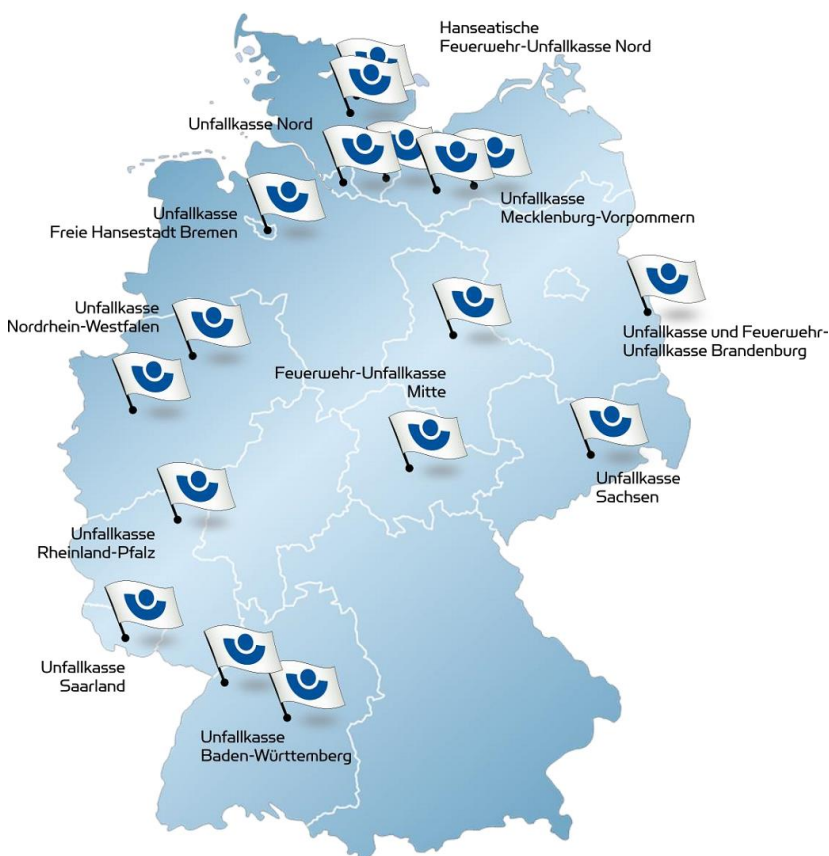 Hanseatische
Feuerwehr-Unfallkasse Nord
Unfallkasse Nord
Unfallkasse
Mecklenburg-Vorpommern
Unfallkasse
Freie Hansestadt Bremen
Unfallkasse
Nordrhein-Westfalen
Unfallkasse und Feuerwehr-
Unfallkasse Brandenburg
Feuerwehr-Unfallkasse
Mitte
Unfallkasse
Sachsen
Unfallkasse
Rheinland-Pfalz
Unfallkasse
Saarland
Unfallkasse
Baden-Württemberg